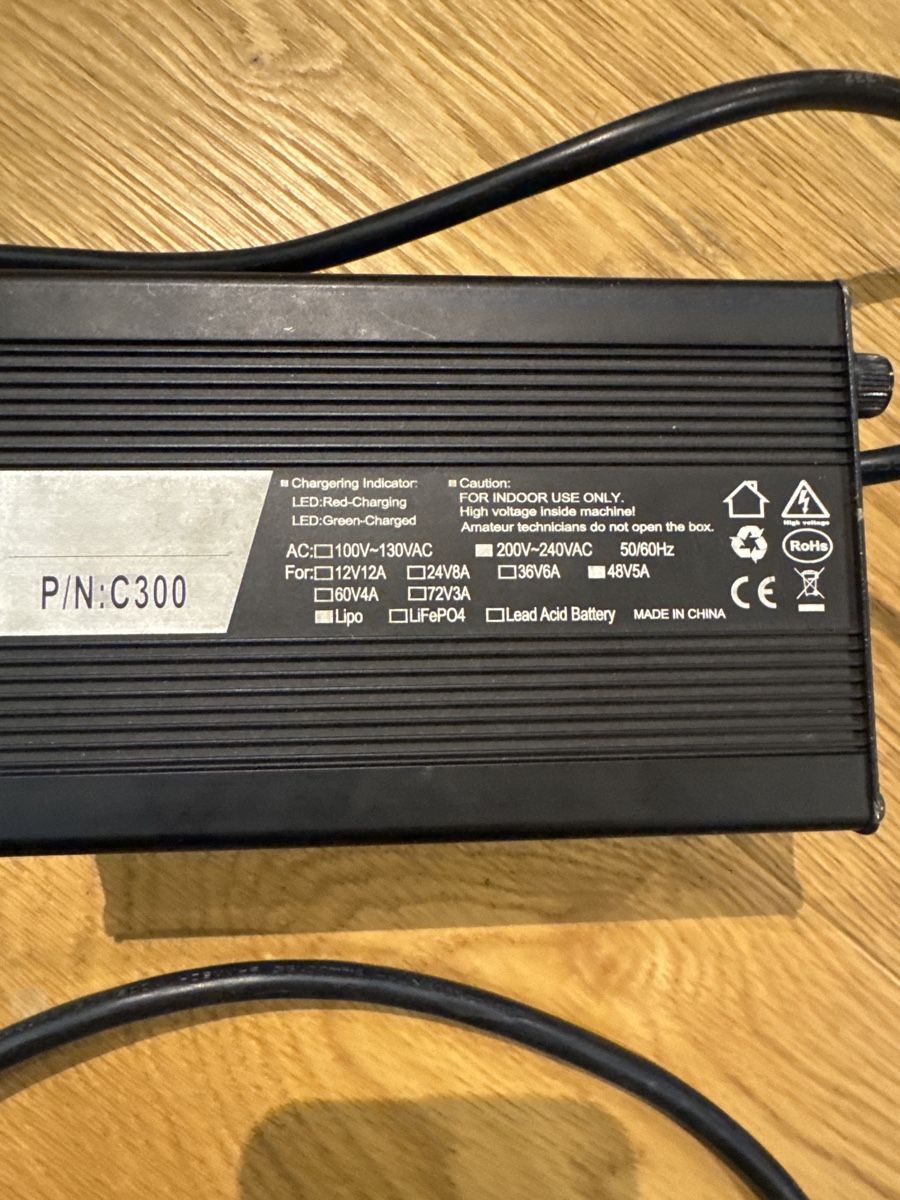 P/N:C300
Chargering Indicator:
LED:Red-Charging
LED:Green-Charged
Caution:
FOR INDOOR USE ONLY.
High voltage inside machine!
Amateur technicians do not open the box.
AC:☐100V~130VAC ■200V~240VAC 50/60Hz
For:☐12V12A ☐24V8A ☐36V6A ■48V5A
☐60V4A ☐72V3A
■Lipo ☐LiFePO4 ☐Lead Acid Battery MADE IN CHINA
High voltage
RoHs
CE